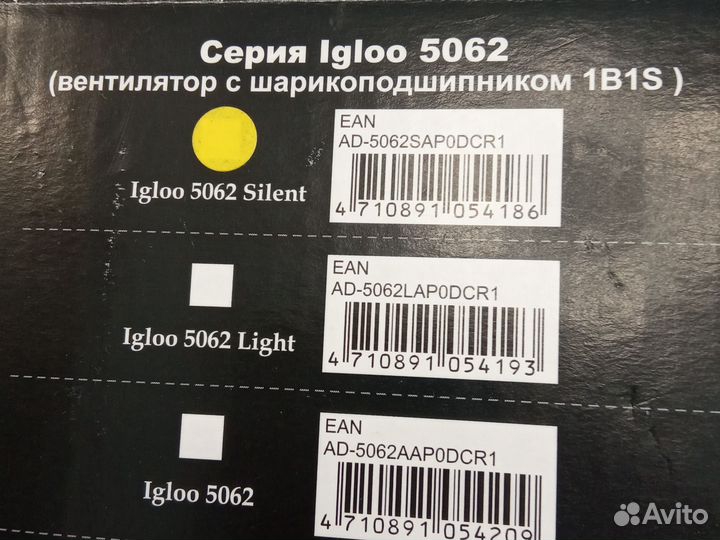 Серия Igloo 5062
(вентилятор с шарикоподшипником 1B1S )
EAN
AD-5062SAP0DCR1
4 710891 054186
Igloo 5062 Silent
EAN
AD-5062LAP0DCR1
4 710891 054193
Igloo 5062 Light
EAN
AD-5062AAP0DCR1
4 710891 054209
Igloo 5062
Avito